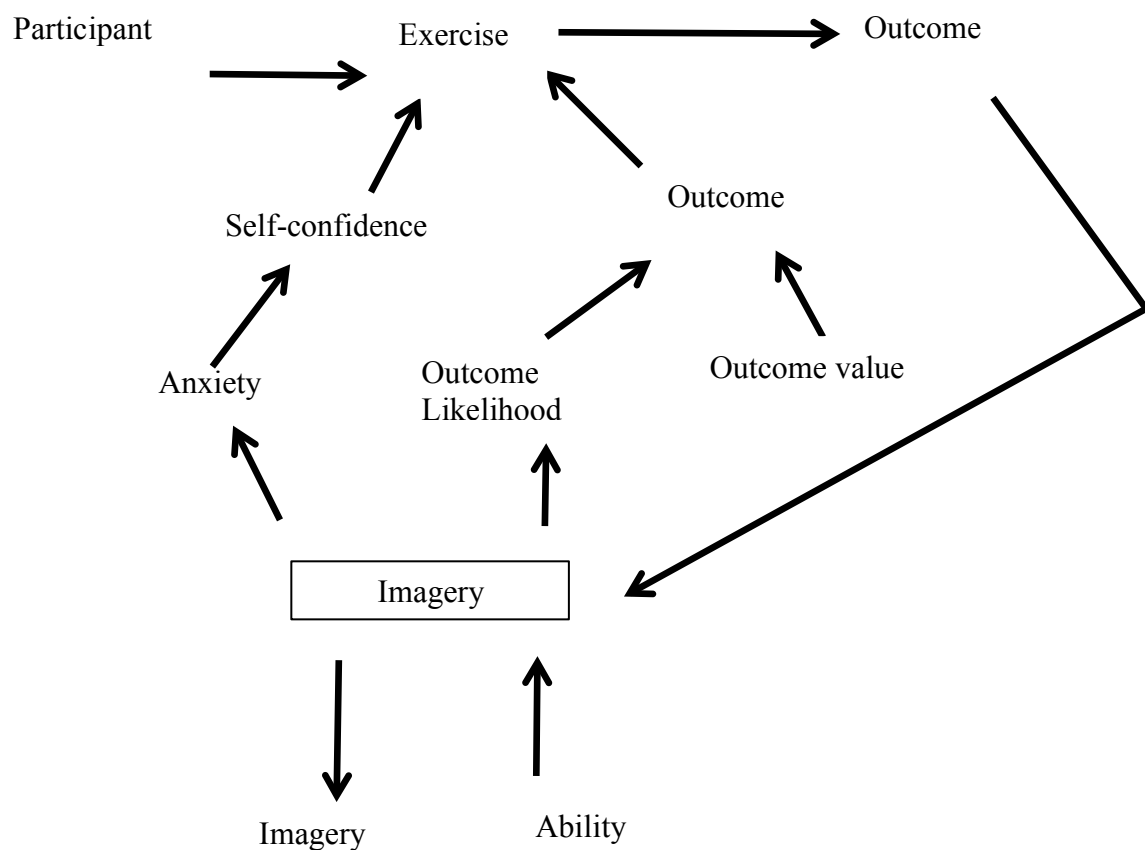 Participant
Exercise
Outcome
Self-confidence
Outcome
Anxiety
Outcome
Likelihood
Outcome value
Imagery
Imagery
Ability